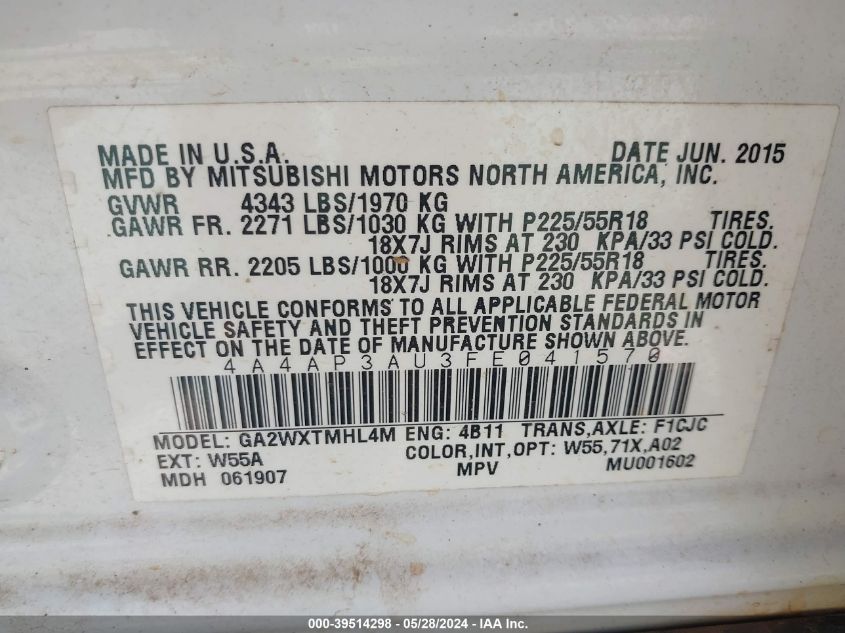 MADE IN U.S.A. DATE JUN. 2015
MFD BY MITSUBISHI MOTORS NORTH AMERICA, INC.
GVWR 4343 LBS/1970 KG
GAWR FR. 2271 LBS/1030 KG WITH P225/55R18 TIRES.
18X7J RIMS AT 230 KPA/33 PSI COLD.
GAWR RR. 2205 LBS/1000 KG WITH P225/55R18 TIRES.
18X7J RIMS AT 230 KPA/33 PSI COLD.
THIS VEHICLE CONFORMS TO ALL APPLICABLE FEDERAL MOTOR
VEHICLE SAFETY AND THEFT PREVENTION STANDARDS IN
EFFECT ON THE DATE OF MANUFACTURE SHOWN ABOVE.
4A4AP3AU3FE041570
MODEL: GA2WXTMHL4M ENG: 4B11 TRANS,AXLE: F1CJC
EXT: W55A COLOR,INT,OPT: W55,71X,A02
MDH 061907 MPV MU001602
000-39514298 - 05/28/2024 - IAA Inc.